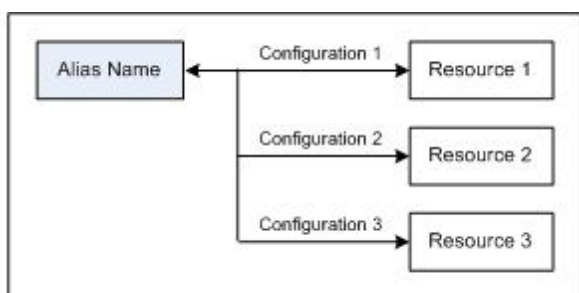 Alias Name
Configuration 1
Resource 1
Configuration 2
Resource 2
Configuration 3
Resource 3